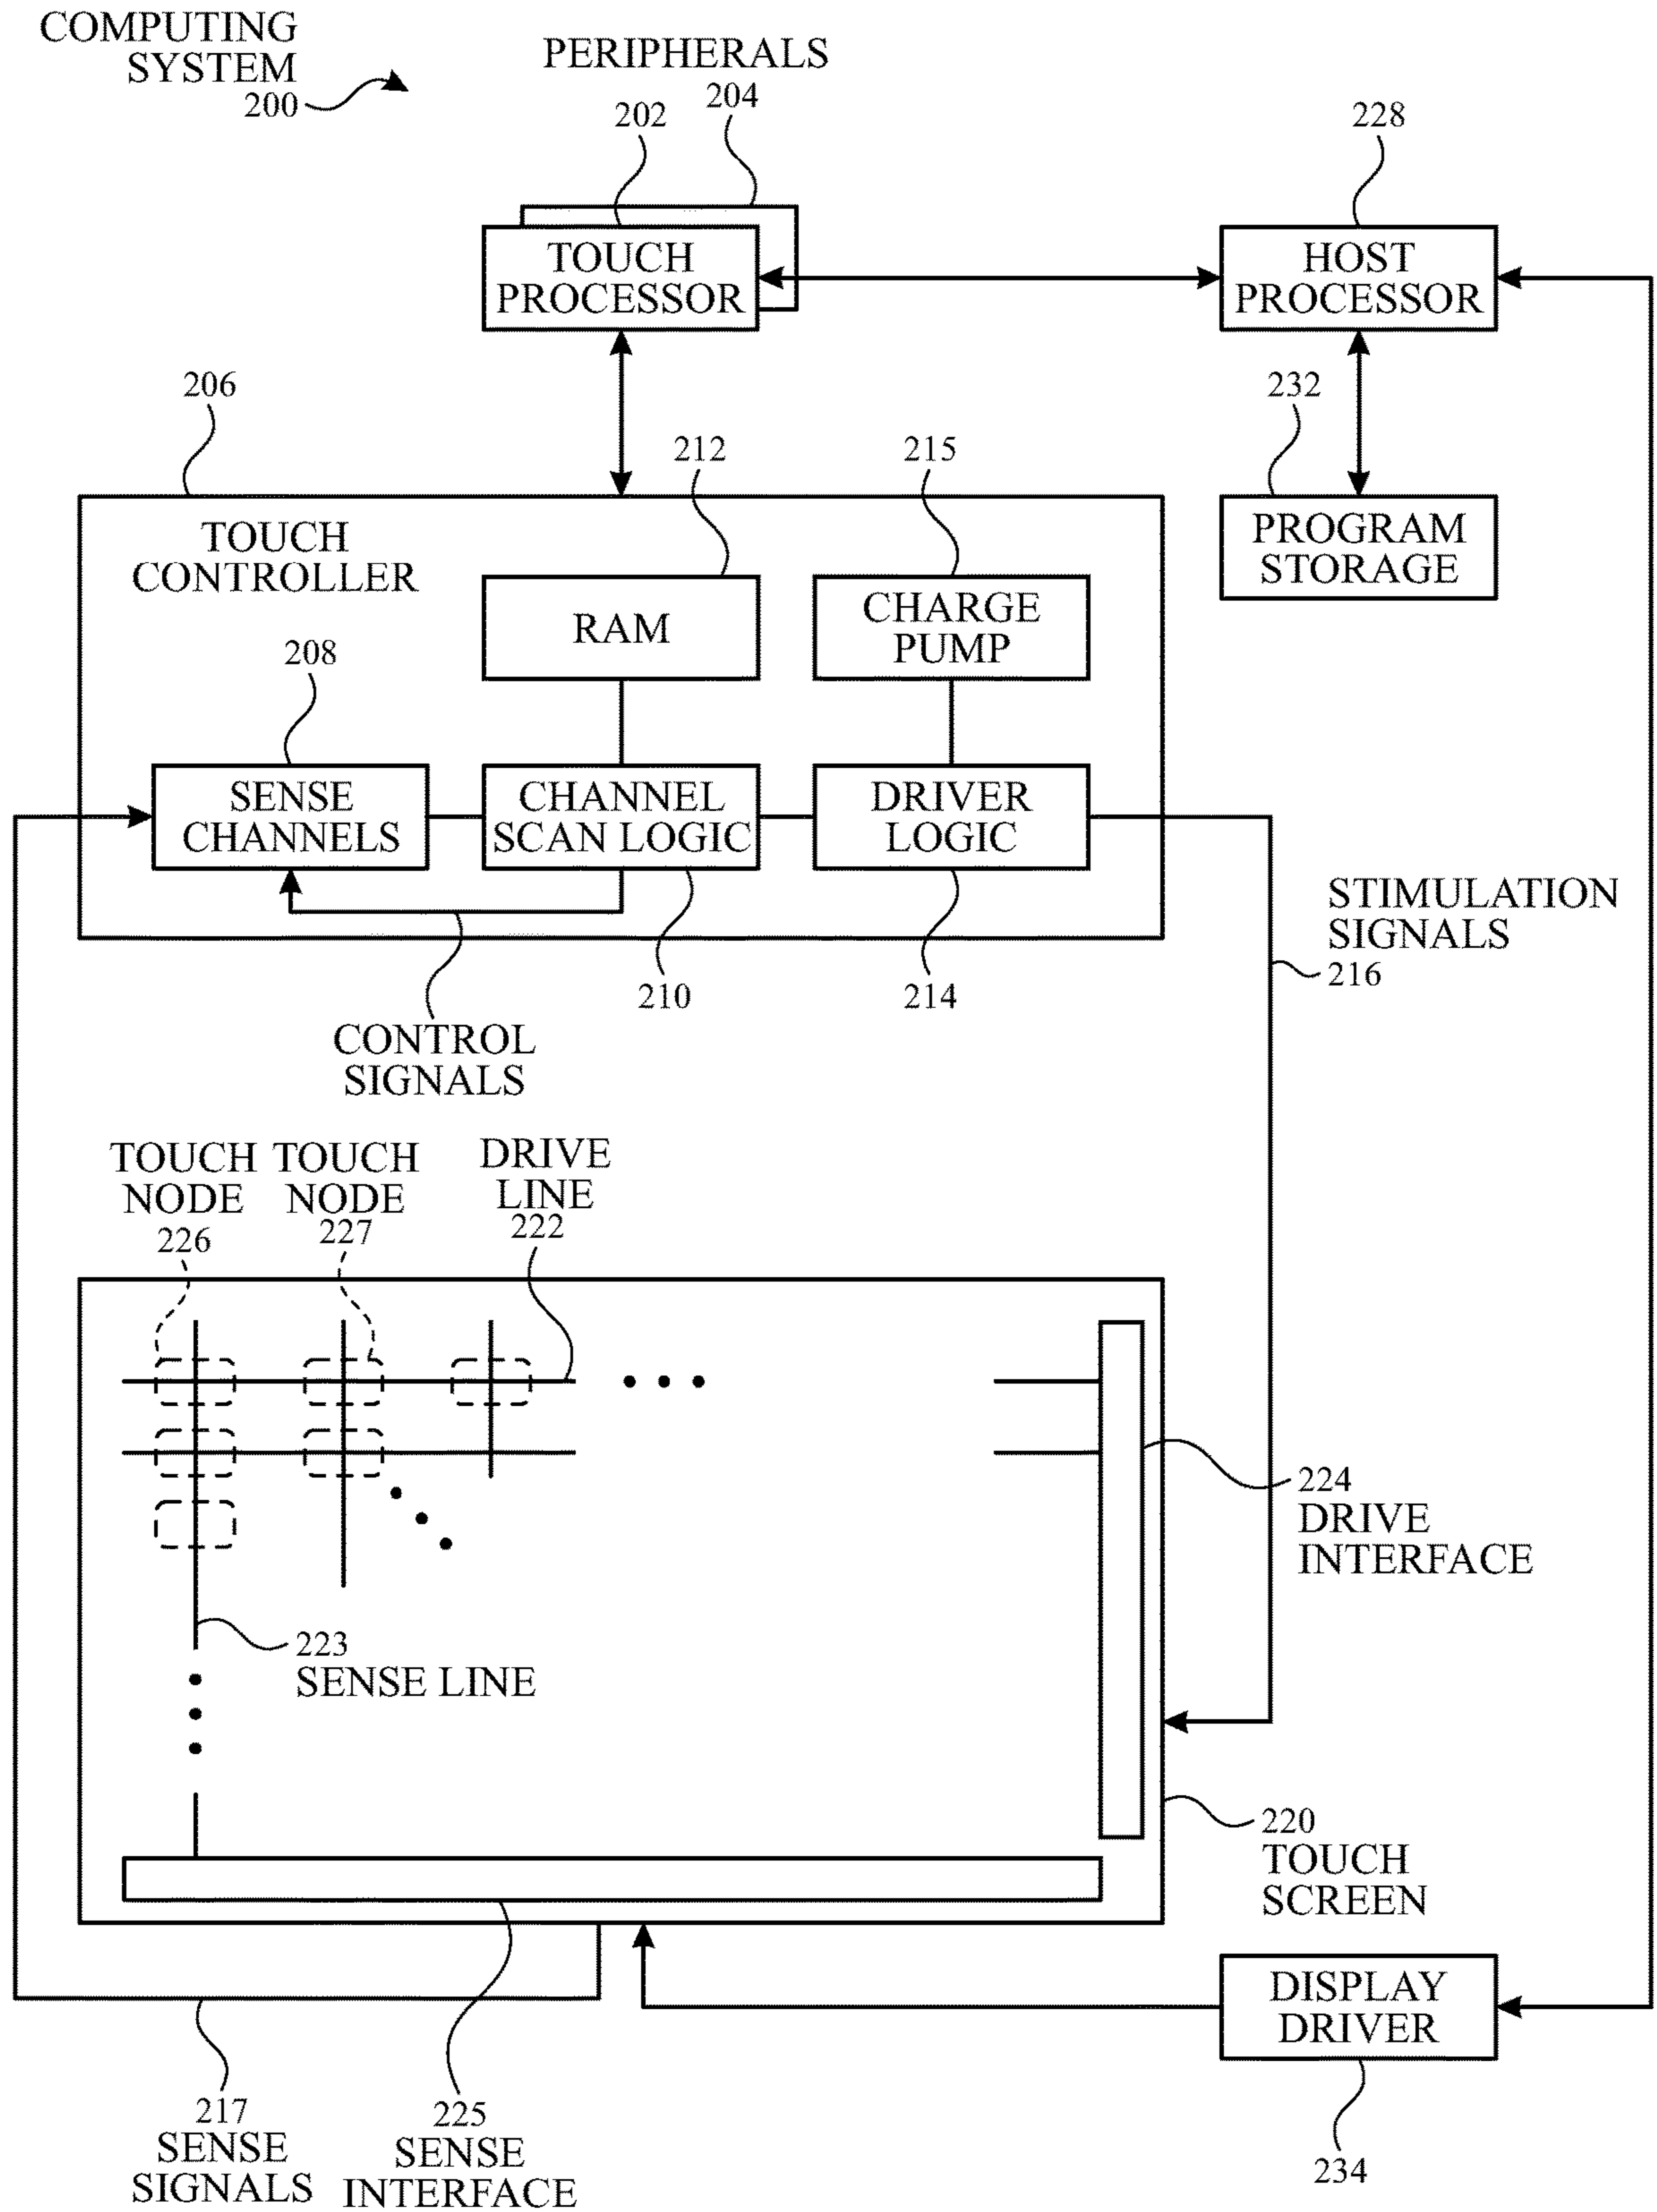 COMPUTING
SYSTEM
200
PERIPHERALS
204
202
228
TOUCH
PROCESSOR
HOST
PROCESSOR
206
232
212
215
TOUCH
CONTROLLER
PROGRAM
STORAGE
RAM
CHARGE
PUMP
208
SENSE
CHANNELS
CHANNEL
SCAN LOGIC
DRIVER
LOGIC
STIMULATION
SIGNALS
216
210
214
CONTROL
SIGNALS
TOUCH
NODE
226
TOUCH
NODE
227
DRIVE
LINE
222
224
DRIVE
INTERFACE
223
SENSE LINE
220
TOUCH
SCREEN
DISPLAY
DRIVER
217
SENSE
SIGNALS
225
SENSE
INTERFACE
234